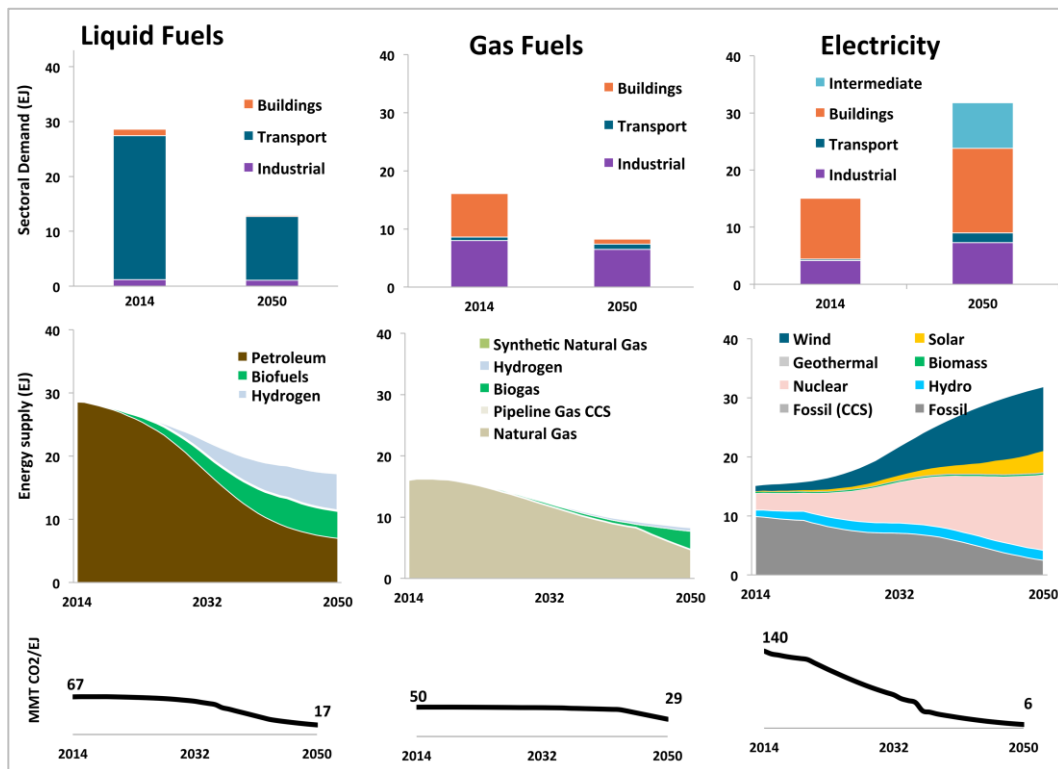 Liquid Fuels
Gas Fuels
Electricity
Sectoral Demand (EJ)
40
30
20
10
0
Buildings
Transport
Industrial
2014
2050
40
30
20
10
0
Buildings
Transport
Industrial
2014
2050
40
30
20
10
0
Intermediate
Buildings
Transport
Industrial
2014
2050
Energy supply (EJ)
40
30
20
10
0
Petroleum
Biofuels
Hydrogen
2014
2032
2050
40
30
20
10
0
Synthetic Natural Gas
Hydrogen
Biogas
Pipeline Gas CCS
Natural Gas
2014
2032
2050
40
30
20
10
0
Wind
Solar
Geothermal
Biomass
Nuclear
Hydro
Fossil (CCS)
Fossil
2014
2032
2050
MMT CO2/EJ
67
17
2014
2032
2050
50
29
2014
2032
2050
140
6
2014
2032
2050